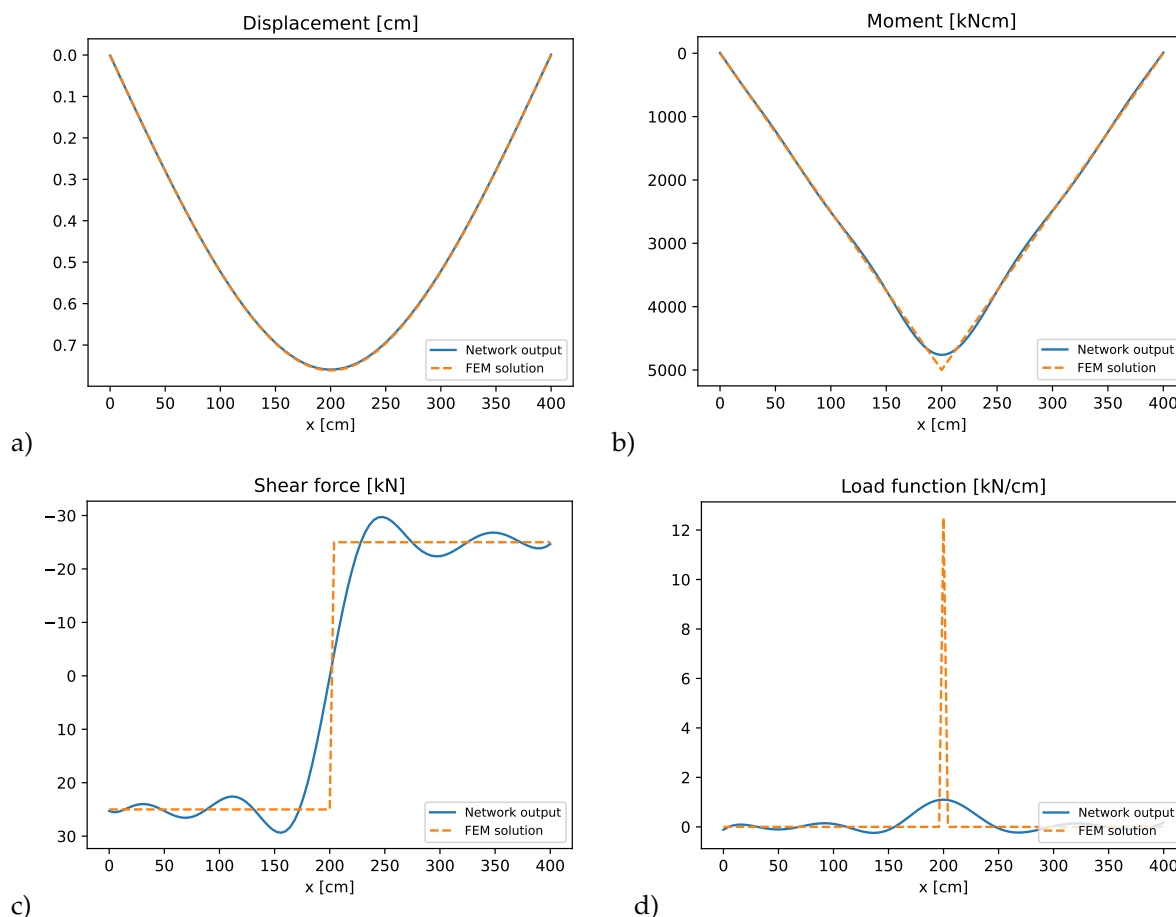 Displacement [cm]
0.0
0.1
0.2
0.3
0.4
0.5
0.6
0.7
Network output
FEM solution
0 50 100 150 200 250 300 350 400
x [cm]
a)
Moment [kNcm]
0
1000
2000
3000
4000
5000
Network output
FEM solution
0 50 100 150 200 250 300 350 400
x [cm]
b)
Shear force [kN]
−30
−20
−10
0
10
20
30
Network output
FEM solution
0 50 100 150 200 250 300 350 400
x [cm]
c)
Load function [kN/cm]
12
10
8
6
4
2
0
Network output
FEM solution
0 50 100 150 200 250 300 350 400
x [cm]
d)